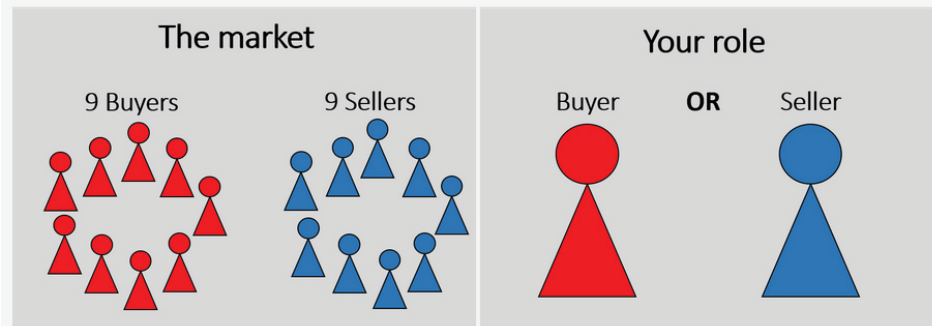 The market
9 Buyers
9 Sellers
Your role
Buyer OR Seller